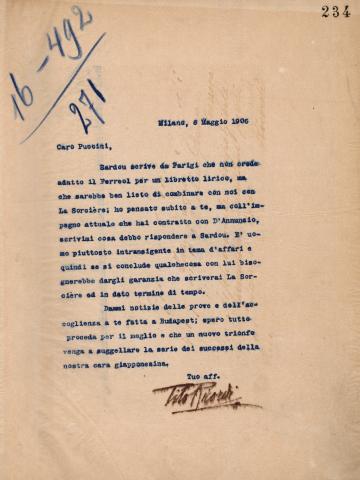 234
16-492
271
Milano, 8 Maggio 1906
Caro Puccini,
Sardou scrive da Parigi che non crede
adatto il Ferreol per un libretto lirico, ma
che sarebbe ben lieto di combinare con noi con
La Sorcière; ho pensato subito a te, ma coll'im-
pegno attuale che hai contratto con D'Annunzio,
scrivimi cosa debbo rispondere a Sardou. E' uo-
mo piuttosto intransigente in tema d'affari e
quindi se si conclude qualchecosa con lui biso-
gnerebbe dargli garanzia che scriverai La Sor-
cière ed in dato termine di tempo.
Dammi notizie delle prove e dell'ac-
coglienza a te fatta a Budapest; spero tutto
proceda per il meglio e che un nuovo trionfo
venga a suggellare la serie dei successi della
nostra cara giapponesina.
Tuo aff.
Tito Ricordi